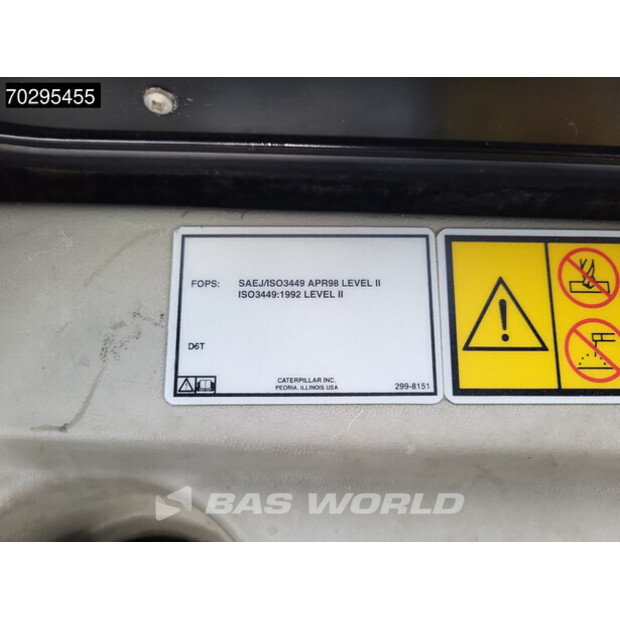 70295455
FOPS: SAEJ/ISO3449 APR98 LEVEL II
ISO3449:1992 LEVEL II
D6T
CATERPILLAR INC.
PEORIA, ILLINOIS USA
299-8151
BAS WORLD